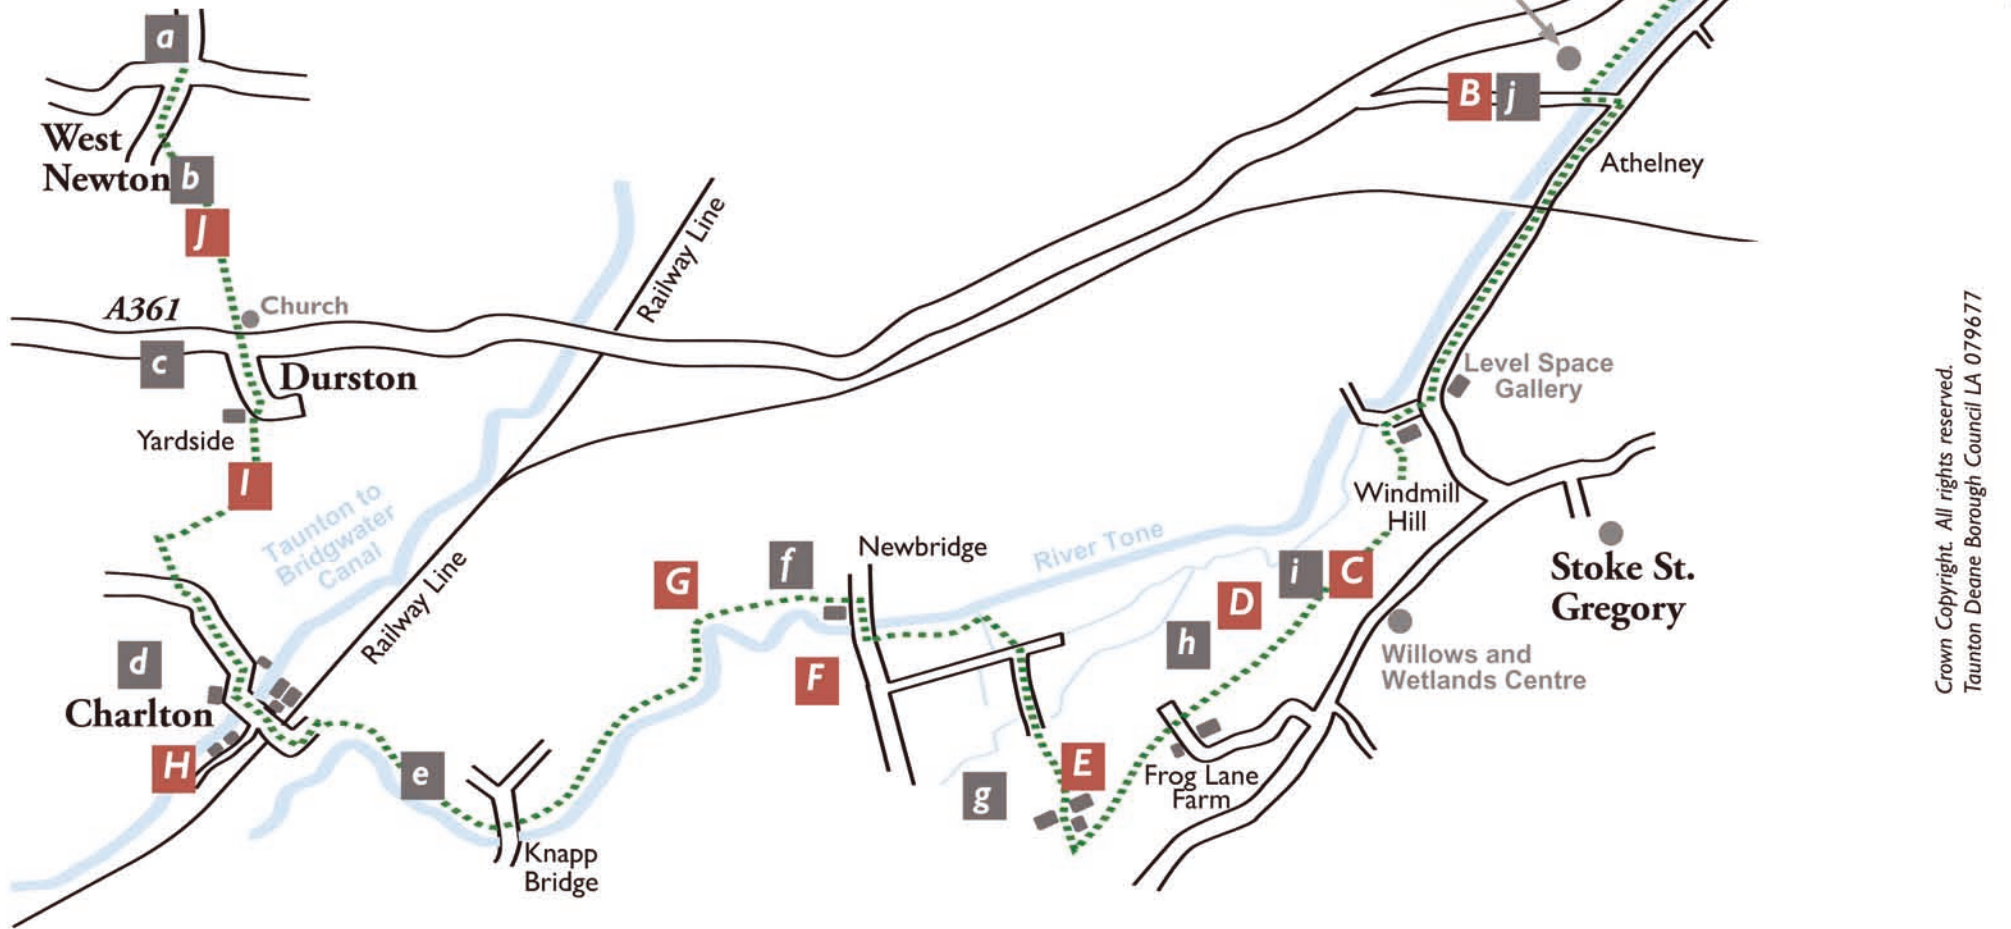 a
West
Newton
b
J
A361
Church
c
Durston
Yardside
I
Taunton to
Bridgwater
Canal
Railway Line
Railway Line
d
Charlton
H
e
Knapp
Bridge
G
f
Newbridge
F
River Tone
g
E
h
D
i
C
Frog Lane
Farm
Windmill
Hill
Willows and
Wetlands Centre
Stoke St.
Gregory
Level Space
Gallery
B
j
Athelney
Crown Copyright. All rights reserved.
Taunton Deane Borough Council LA 079677